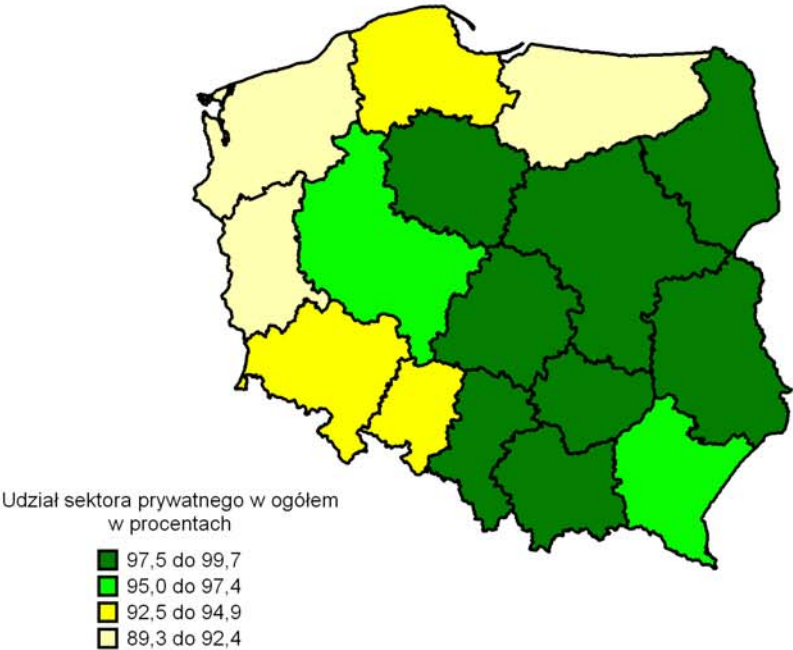 Udział sektora prywatnego w ogółem
w procentach
97,5 do 99,7
95,0 do 97,4
92,5 do 94,9
89,3 do 92,4